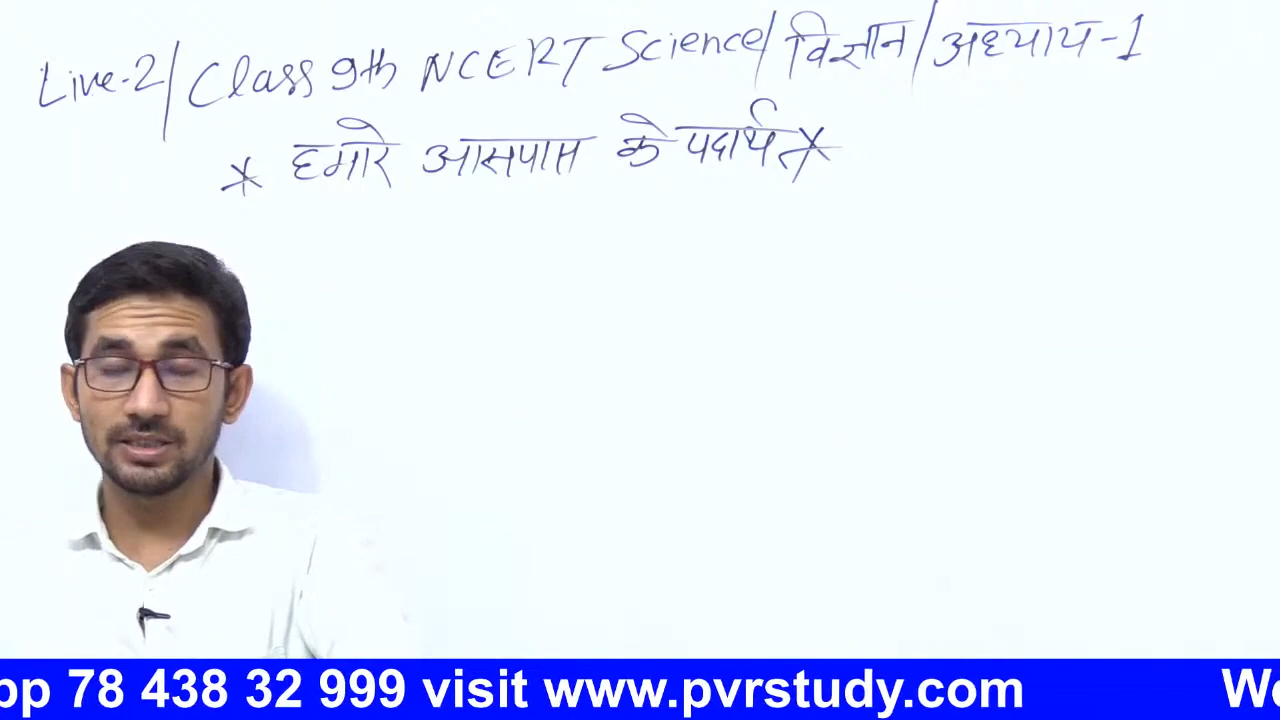 Live-2/Class 9th NCERT Science/विज्ञान/अध्याय-1
* हमारे आसपास के पदार्थ *
pp 78 438 32 999 visit www.pvrstudy.com We